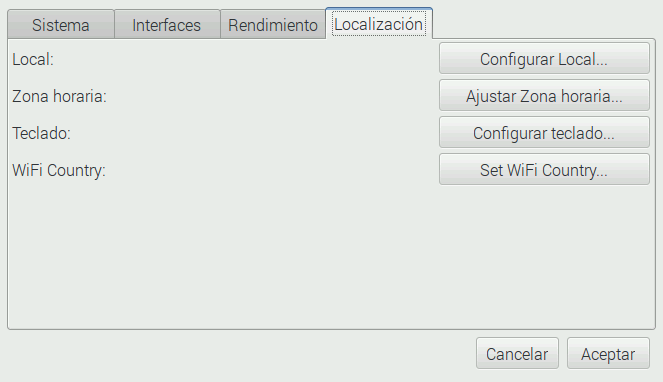 Sistema Interfaces Rendimiento Localización
Local: Configurar Local...
Zona horaria: Ajustar Zona horaria...
Teclado: Configurar teclado...
WiFi Country: Set WiFi Country...
Cancelar Aceptar